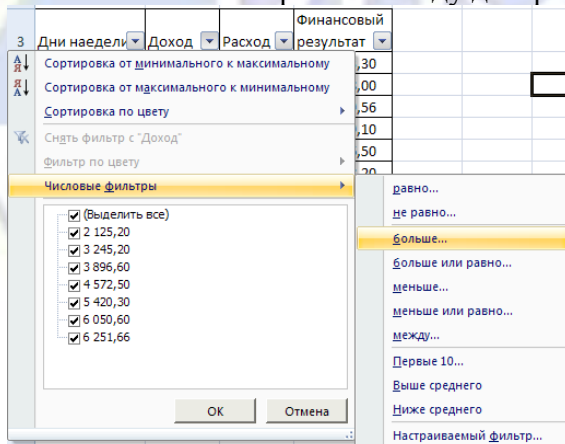 Финансовый
3 Дни наедели Доход Расход результат
Сортировка от минимального к максимальному
,30
Сортировка от максимального к минимальному
,00
Сортировка по цвету
,56
Снять фильтр с "Доход"
,10
Фильтр по цвету
,50
Числовые фильтры
(Выделить все)
2 125,20
3 245,20
3 896,60
4 572,50
5 420,30
6 050,60
6 251,66
ОК Отмена
равно...
не равно...
больше...
больше или равно...
меньше...
меньше или равно...
между...
Первые 10...
Выше среднего
Ниже среднего
Настраиваемый фильтр...